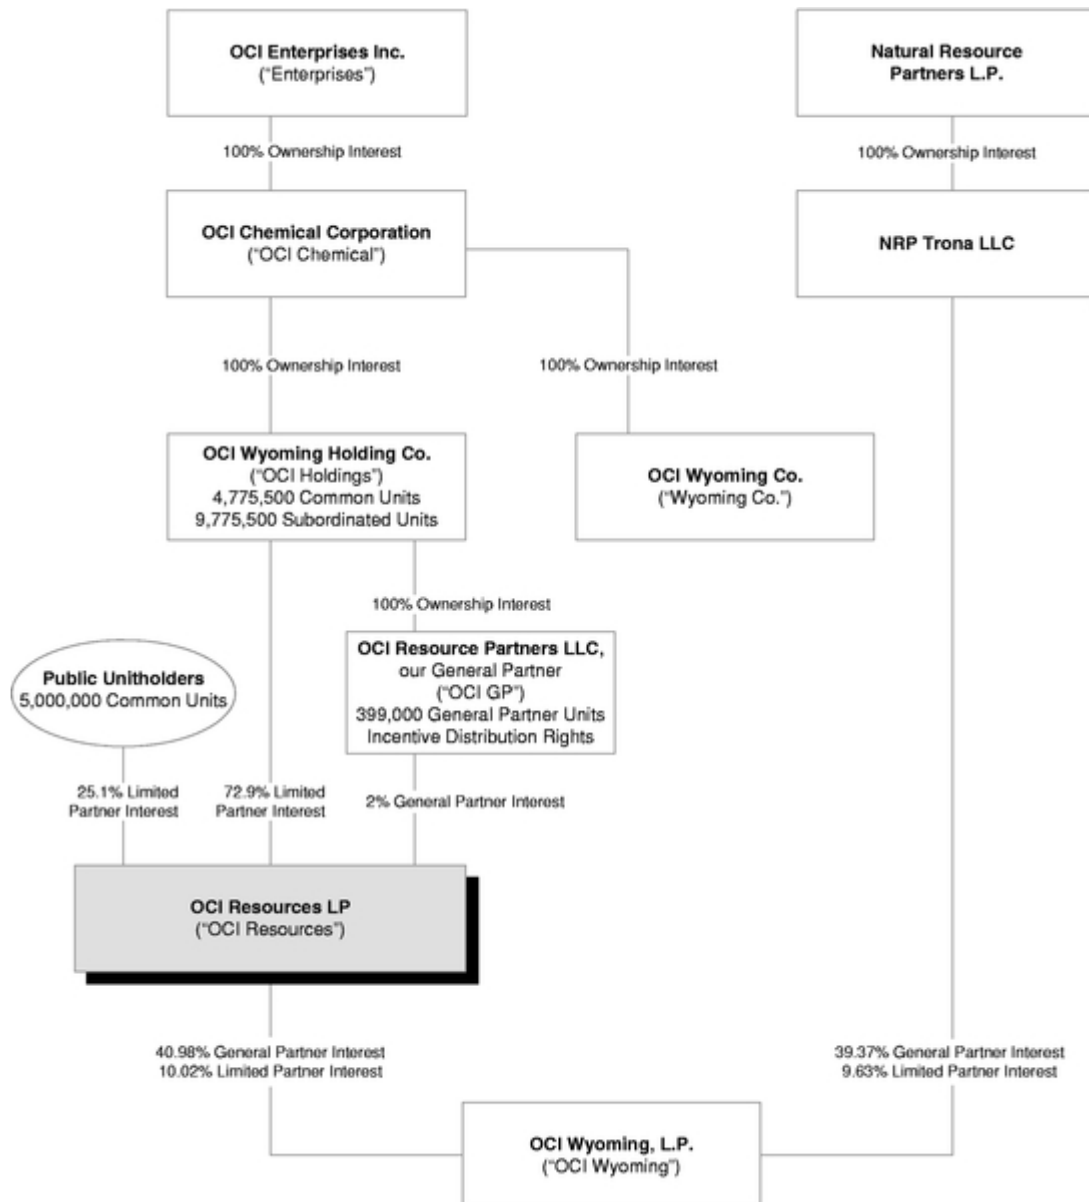 OCI Enterprises Inc.
(“Enterprises”)
Natural Resource
Partners L.P.
100% Ownership Interest
100% Ownership Interest
OCI Chemical Corporation
(“OCI Chemical”)
NRP Trona LLC
100% Ownership Interest
100% Ownership Interest
OCI Wyoming Holding Co.
(“OCI Holdings”)
4,775,500 Common Units
9,775,500 Subordinated Units
OCI Wyoming Co.
(“Wyoming Co.”)
100% Ownership Interest
OCI Resource Partners LLC,
our General Partner
(“OCI GP”)
399,000 General Partner Units
Incentive Distribution Rights
Public Unitholders
5,000,000 Common Units
25.1% Limited
Partner Interest
72.9% Limited
Partner Interest
2% General Partner Interest
OCI Resources LP
(“OCI Resources”)
40.98% General Partner Interest
10.02% Limited Partner Interest
39.37% General Partner Interest
9.63% Limited Partner Interest
OCI Wyoming, L.P.
(“OCI Wyoming”)